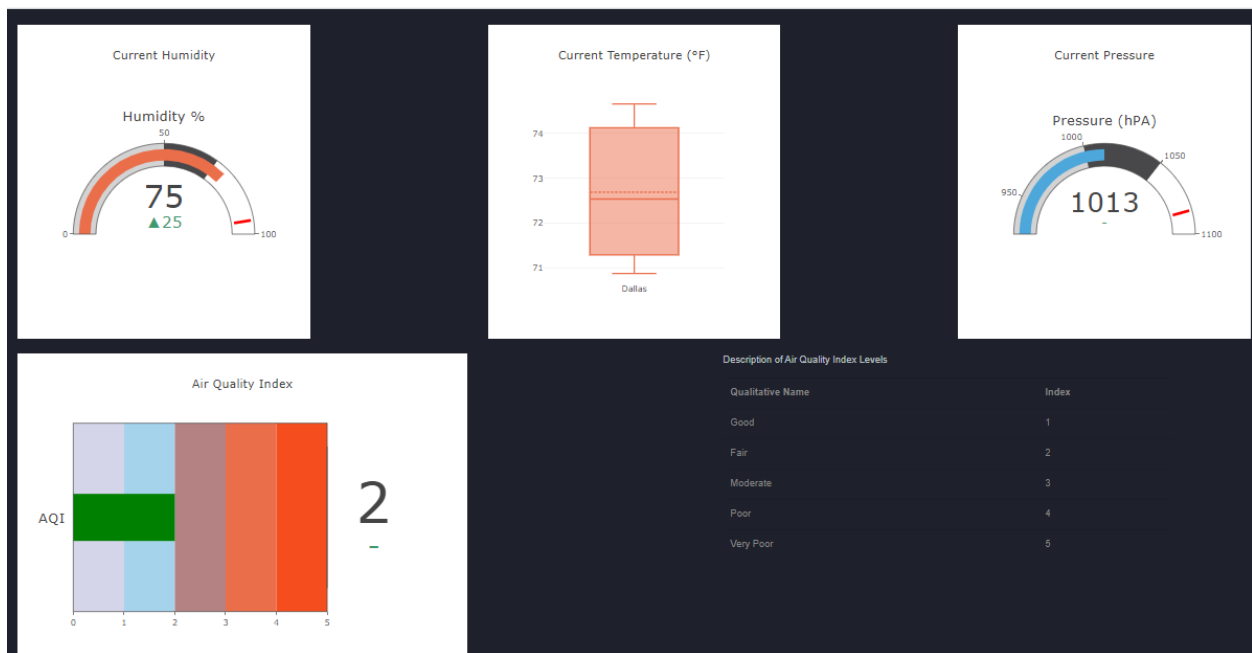 Current Humidity
Humidity %
50
75
▲25
0
100
Current Temperature (°F)
74
73
72
71
Dallas
Current Pressure
Pressure (hPA)
1000
1050
950
1013
-
1100
Air Quality Index
AQI
2
-
0 1 2 3 4 5
Description of Air Quality Index Levels
Qualitative Name Index
Good 1
Fair 2
Moderate 3
Poor 4
Very Poor 5